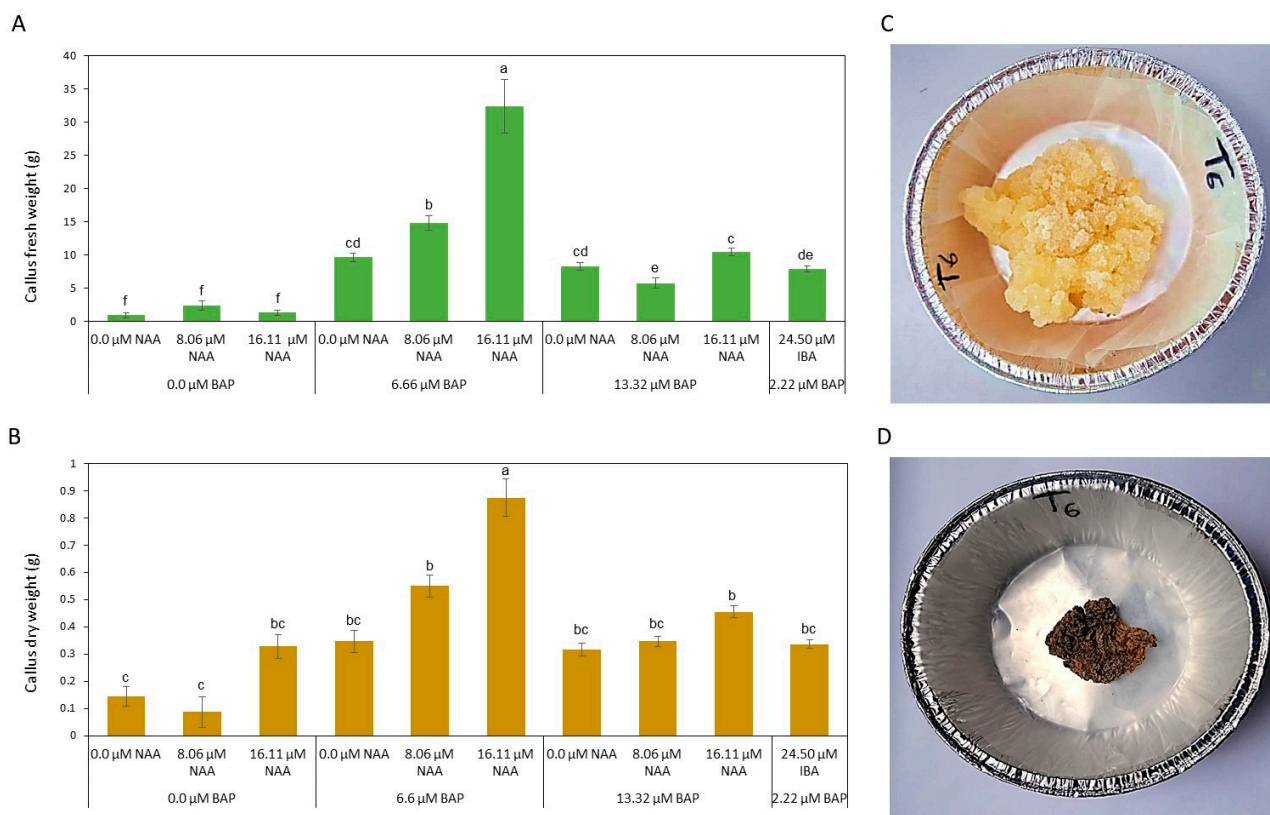 A
Callus fresh weight (g)
40
35
30
25
20
15
10
5
0
f
f
f
cd
b
a
cd
e
c
de
0.0 µM NAA
8.06 µM
NAA
16.11 µM
NAA
0.0 µM NAA
8.06 µM
NAA
16.11 µM
NAA
0.0 µM NAA
8.06 µM
NAA
16.11 µM
NAA
24.50 µM
IBA
0.0 µM BAP
6.66 µM BAP
13.32 µM BAP
2.22 µM BAP
B
Callus dry weight (g)
1
0.9
0.8
0.7
0.6
0.5
0.4
0.3
0.2
0.1
0
c
c
bc
bc
b
a
bc
bc
b
bc
0.0 µM NAA
8.06 µM
NAA
16.11 µM
NAA
0.0 µM NAA
8.06 µM
NAA
16.11 µM
NAA
0.0 µM NAA
8.06 µM
NAA
16.11 µM
NAA
24.50 µM
IBA
0.0 µM BAP
6.6 µM BAP
13.32 µM BAP
2.22 µM BAP
C
T6
T6
D
T6